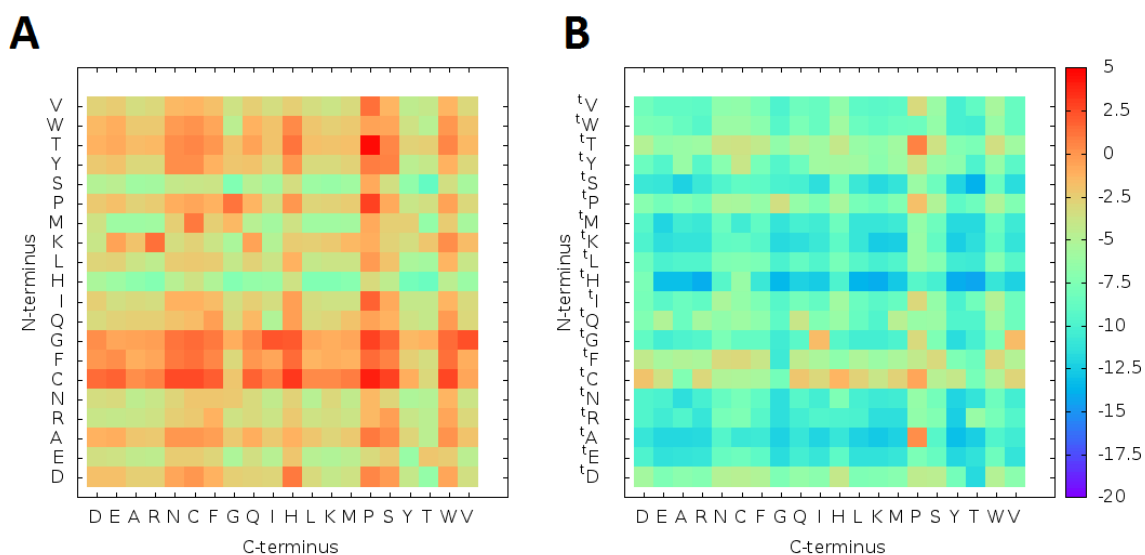 A
B
V
W
T
Y
S
P
M
K
L
H
I
Q
G
F
C
N
R
A
E
D
N-terminus
D E A R N C F G Q I H L K M P S Y T W V
C-terminus
tV
tW
tT
tY
tS
tP
tM
tK
tL
tH
tI
tQ
tG
tF
tC
tN
tR
tA
tE
tD
N-terminus
D E A R N C F G Q I H L K M P S Y T W V
C-terminus
5
2.5
0
-2.5
-5
-7.5
-10
-12.5
-15
-17.5
-20